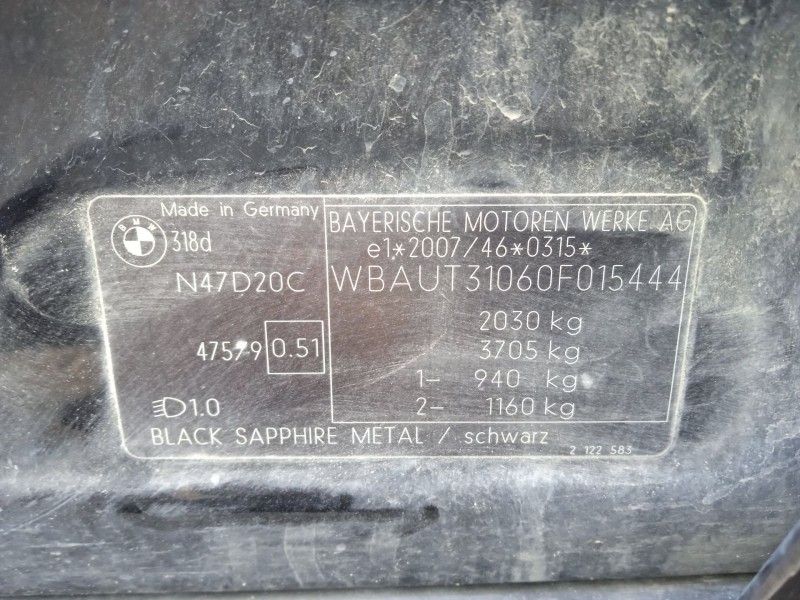 Made in Germany
BMW
318d
N47D20C
0.51
1.0
BAYERISCHE MOTOREN WERKE AG
e1*2007/46*0315*
WBAUT31060F015444
2030 kg
3705 kg
1- 940 kg
2- 1160 kg
BLACK SAPPHIRE METAL / schwarz
2 122 583